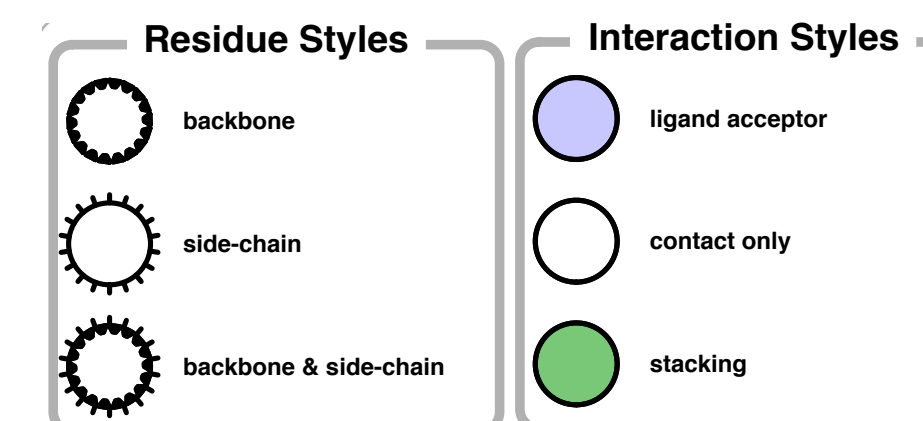 Residue Styles
backbone
side-chain
backbone & side-chain
Interaction Styles
ligand acceptor
contact only
stacking